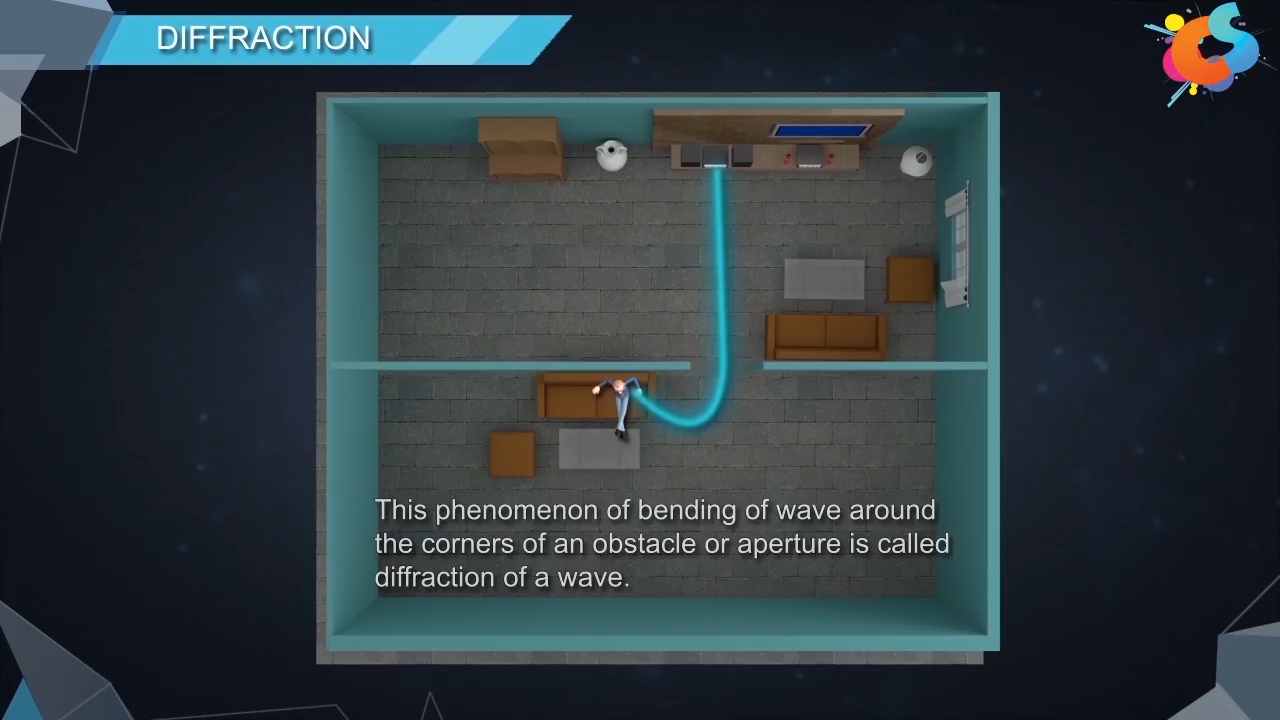 DIFFRACTION
CS
This phenomenon of bending of wave around
the corners of an obstacle or aperture is called
diffraction of a wave.